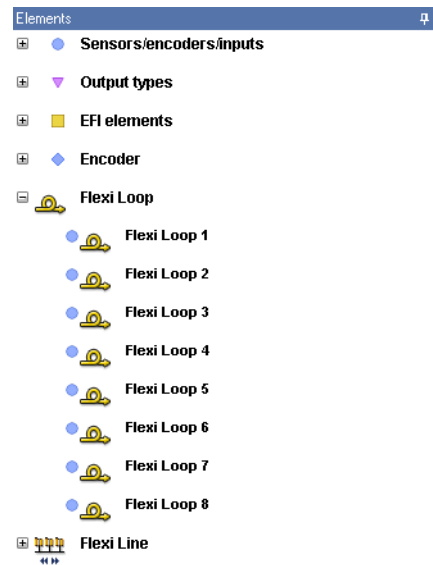 Elements
Sensors/encoders/inputs
Output types
EFI elements
Encoder
Flexi Loop
Flexi Loop 1
Flexi Loop 2
Flexi Loop 3
Flexi Loop 4
Flexi Loop 5
Flexi Loop 6
Flexi Loop 7
Flexi Loop 8
Flexi Line